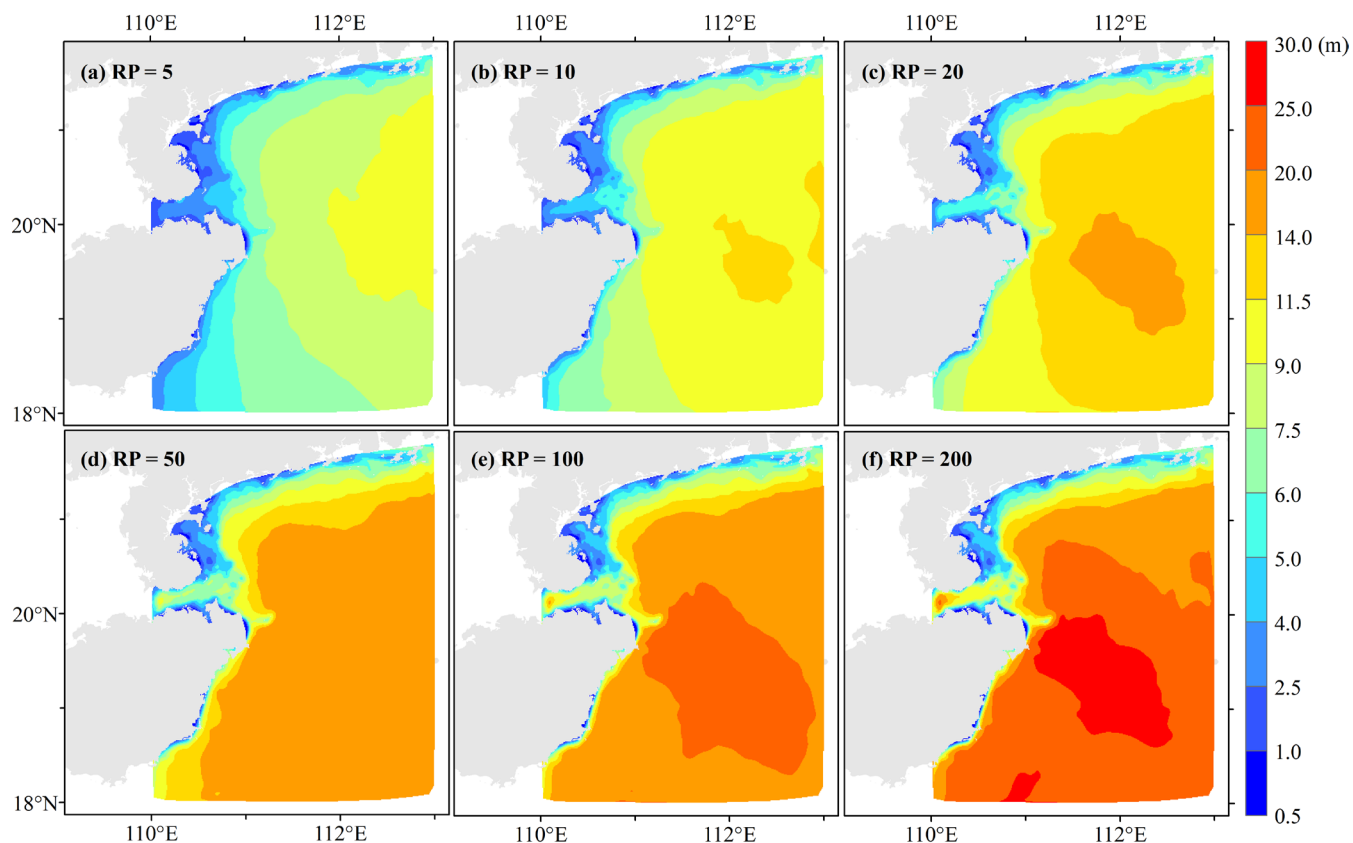 110°E 112°E 110°E 112°E 110°E 112°E
(a) RP = 5 (b) RP = 10 (c) RP = 20
20°N
18°N
(d) RP = 50 (e) RP = 100 (f) RP = 200
20°N
18°N
110°E 112°E 110°E 112°E 110°E 112°E
30.0 (m)
25.0
20.0
14.0
11.5
9.0
7.5
6.0
5.0
4.0
2.5
1.0
0.5